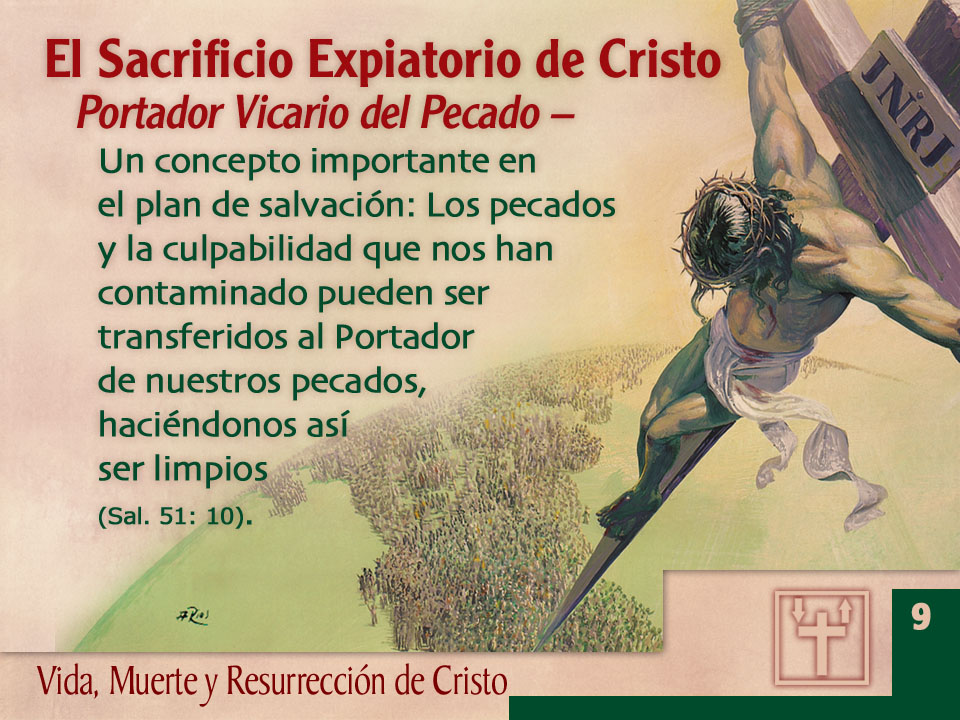 El Sacrificio Expiatorio de Cristo
Portador Vicario del Pecado –
Un concepto importante en
el plan de salvación: Los pecados
y la culpabilidad que nos han
contaminado pueden ser
transferidos al Portador
de nuestros pecados,
haciéndonos así
ser limpios
(Sal. 51: 10).
JNRJ
ARios
9
Vida, Muerte y Resurrección de Cristo